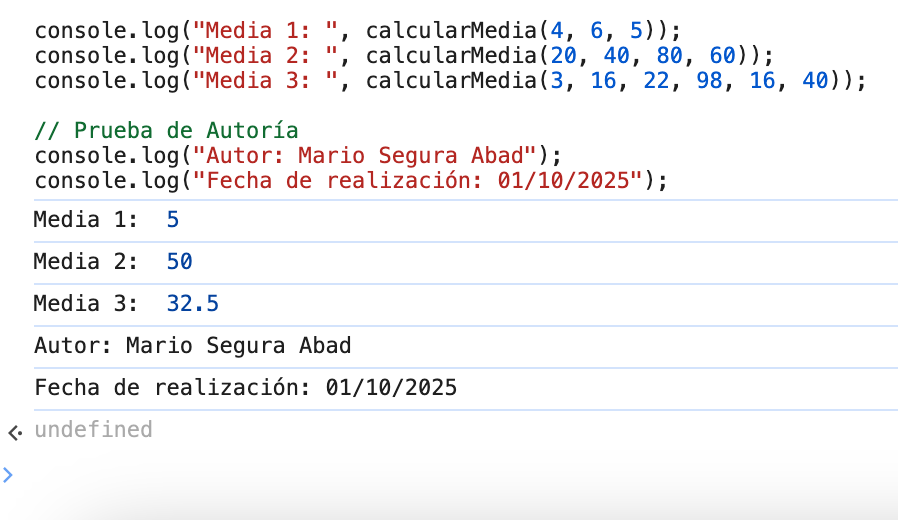 console.log("Media 1: ", calcularMedia(4, 6, 5));
console.log("Media 2: ", calcularMedia(20, 40, 80, 60));
console.log("Media 3: ", calcularMedia(3, 16, 22, 98, 16, 40));
// Prueba de Autoría
console.log("Autor: Mario Segura Abad");
console.log("Fecha de realización: 01/10/2025");
Media 1:  5
Media 2:  50
Media 3:  32.5
Autor: Mario Segura Abad
Fecha de realización: 01/10/2025
undefined